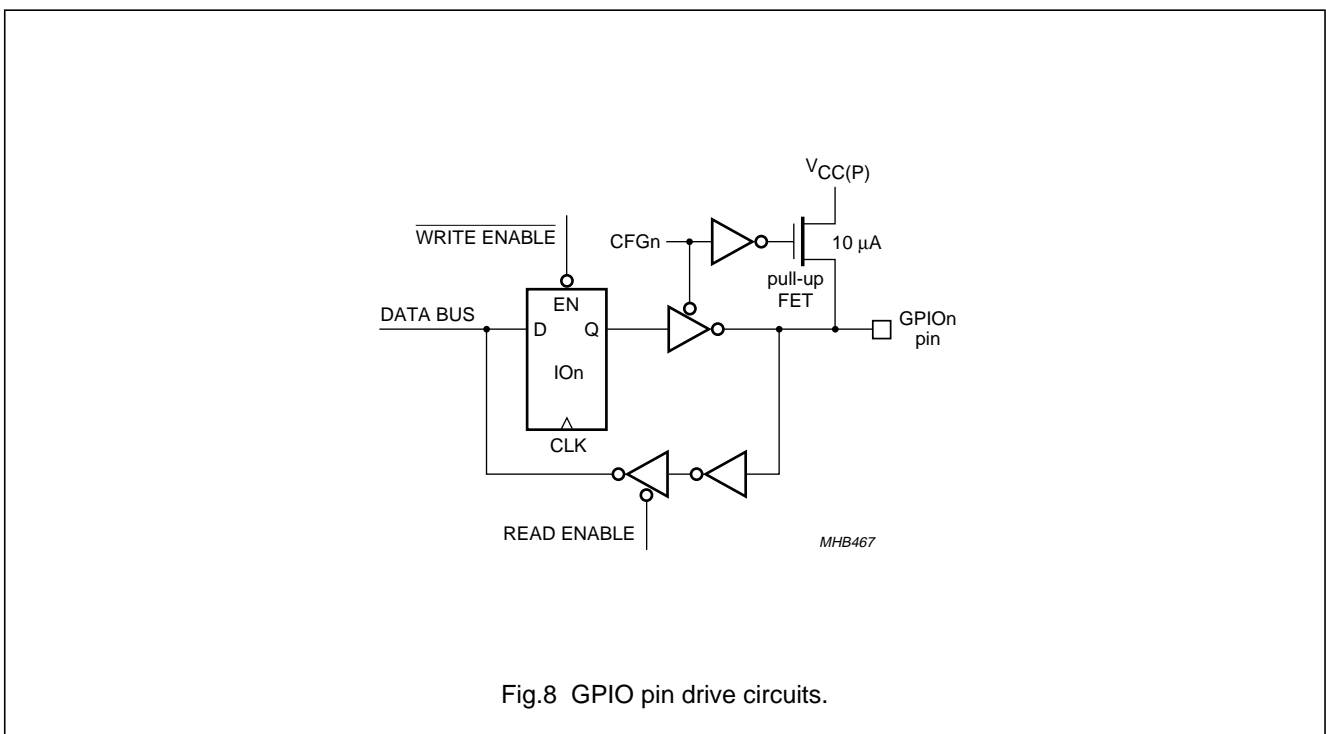 V CC(P)
WRITE ENABLE
CFGn
10 µA
pull-up
FET
EN
DATA BUS
D
Q
GPIOn
pin
IOn
CLK
READ ENABLE
MHB467
Fig.8 GPIO pin drive circuits.